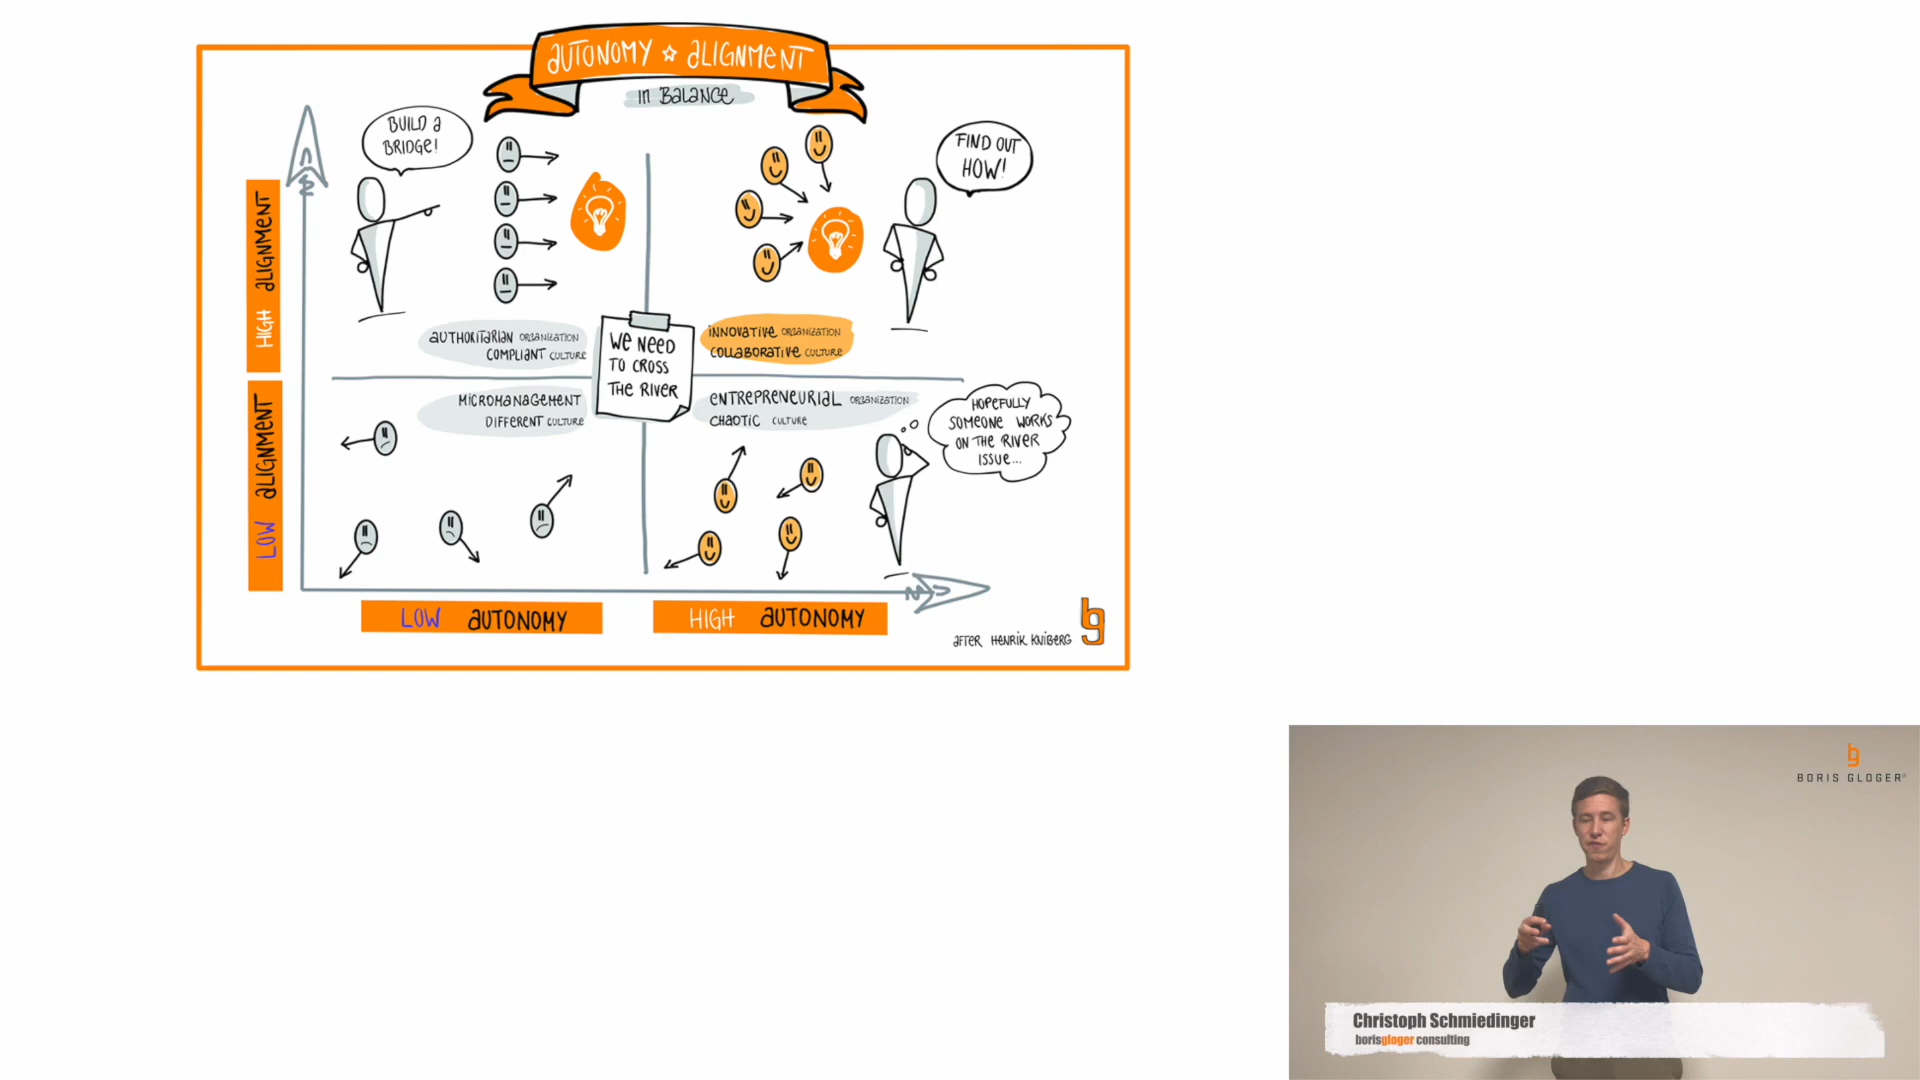 AUTONOMY ☆ ALIGNMENT
IN BALANCE
BUILD A
BRIDGE!
FIND OUT
HOW!
HIGH ALIGNMENT
AUTHORITARIAN ORGANIZATION
COMPLIANT CULTURE
WE NEED
TO CROSS
THE RIVER
INNOVATIVE ORGANIZATION
COLLABORATIVE CULTURE
LOW ALIGNMENT
MICROMANAGEMENT
DIFFERENT CULTURE
ENTREPRENEURIAL ORGANIZATION
CHAOTIC CULTURE
HOPEFULLY
SOMEONE WORKS
ON THE RIVER
ISSUE...
LOW AUTONOMY
HIGH AUTONOMY
AFTER HENRIK KNIBERG
bg
bg
BORIS GLOGER®
Christoph Schmiedinger
borisgloger consulting